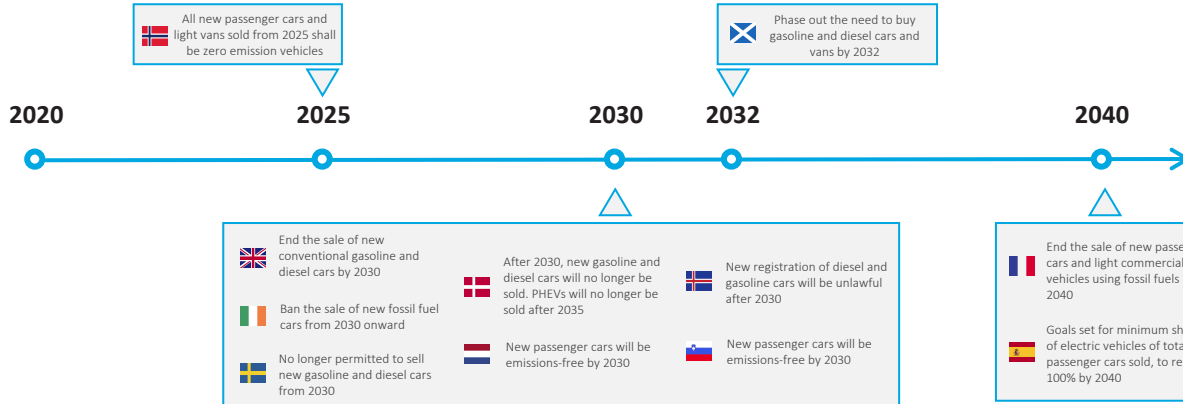 All new passenger cars and
light vans sold from 2025 shall
be zero emission vehicles
Phase out the need to buy
gasoline and diesel cars and
vans by 2032
2020
2025
2030
2032
2040
End the sale of new
conventional gasoline and
diesel cars by 2030
Ban the sale of new fossil fuel
cars from 2030 onward
No longer permitted to sell
new gasoline and diesel cars
from 2030
After 2030, new gasoline and
diesel cars will no longer be
sold. PHEVs will no longer be
sold after 2035
New passenger cars will be
emissions-free by 2030
New registration of diesel and
gasoline cars will be unlawful
after 2030
New passenger cars will be
emissions-free by 2030
End the sale of new passe
cars and light commercial
vehicles using fossil fuels
2040
Goals set for minimum sh
of electric vehicles of tota
passenger cars sold, to re
100% by 2040